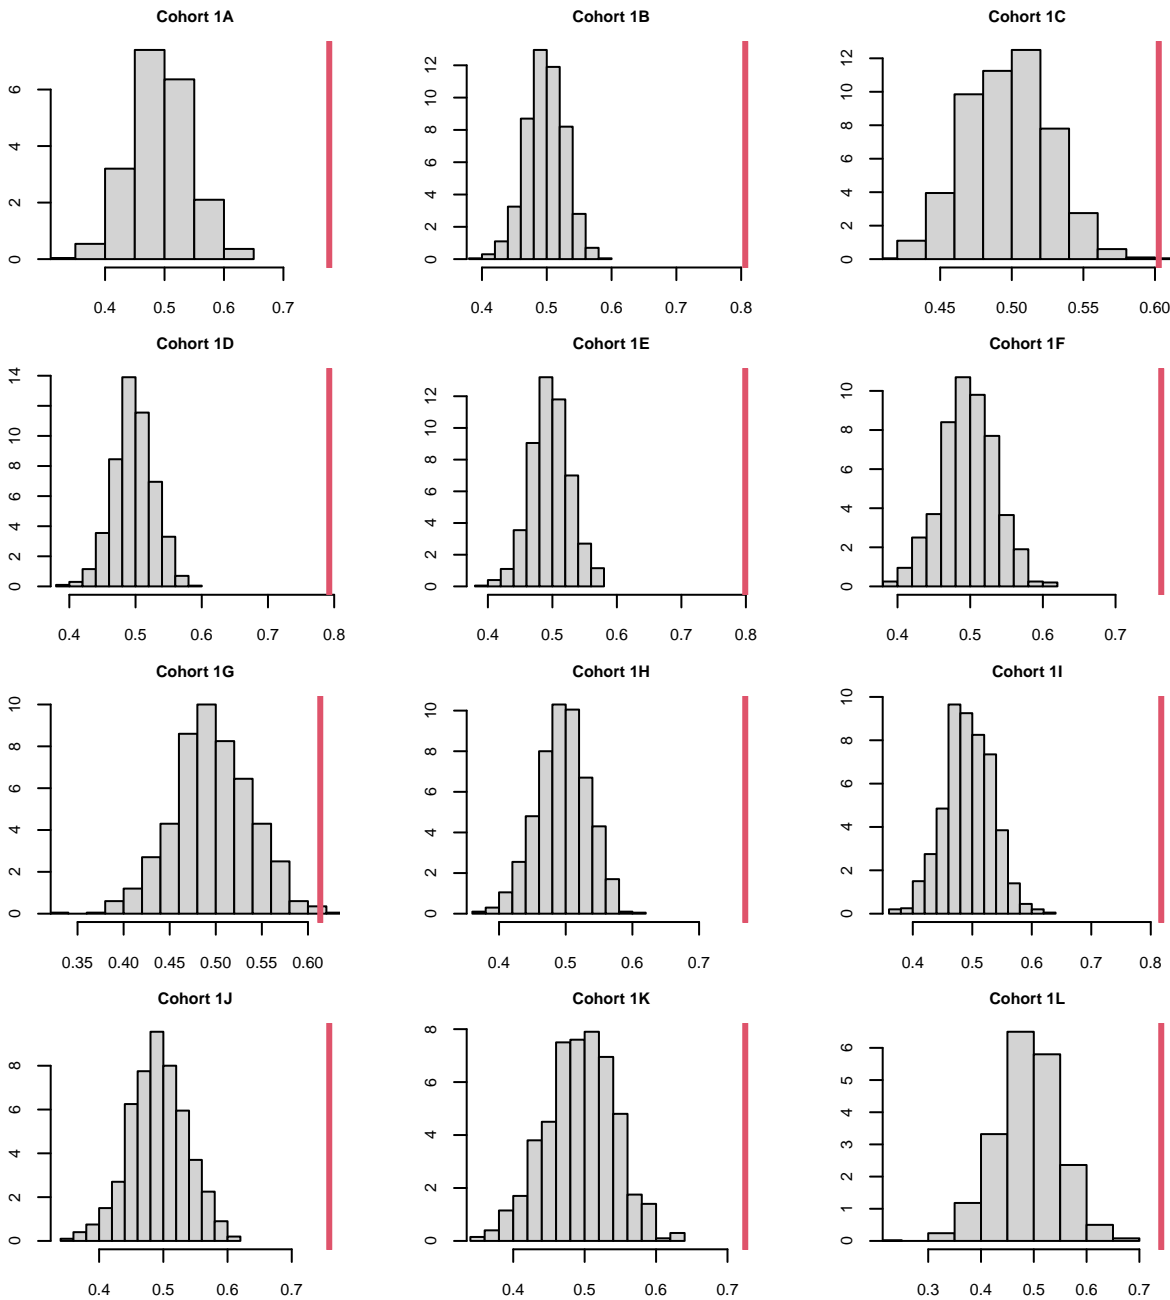 Cohort 1A
Cohort 1B
Cohort 1C
0 2 4 6
0.4 0.5 0.6 0.7
0 2 4 6 8 10 12
0.4 0.5 0.6 0.7 0.8
0 2 4 6 8 10 12
0.45 0.50 0.55 0.60
Cohort 1D
Cohort 1E
Cohort 1F
0 2 4 6 8 10 14
0.4 0.5 0.6 0.7 0.8
0 2 4 6 8 10 12
0.4 0.5 0.6 0.7 0.8
0 2 4 6 8 10
0.4 0.5 0.6 0.7
Cohort 1G
Cohort 1H
Cohort 1I
0 2 4 6 8 10
0.35 0.40 0.45 0.50 0.55 0.60
0 2 4 6 8 10
0.4 0.5 0.6 0.7
0 2 4 6 8 10
0.4 0.5 0.6 0.7 0.8
Cohort 1J
Cohort 1K
Cohort 1L
0 2 4 6 8
0.4 0.5 0.6 0.7
0 2 4 6 8
0.4 0.5 0.6 0.7
0 1 2 3 4 5 6
0.3 0.4 0.5 0.6 0.7